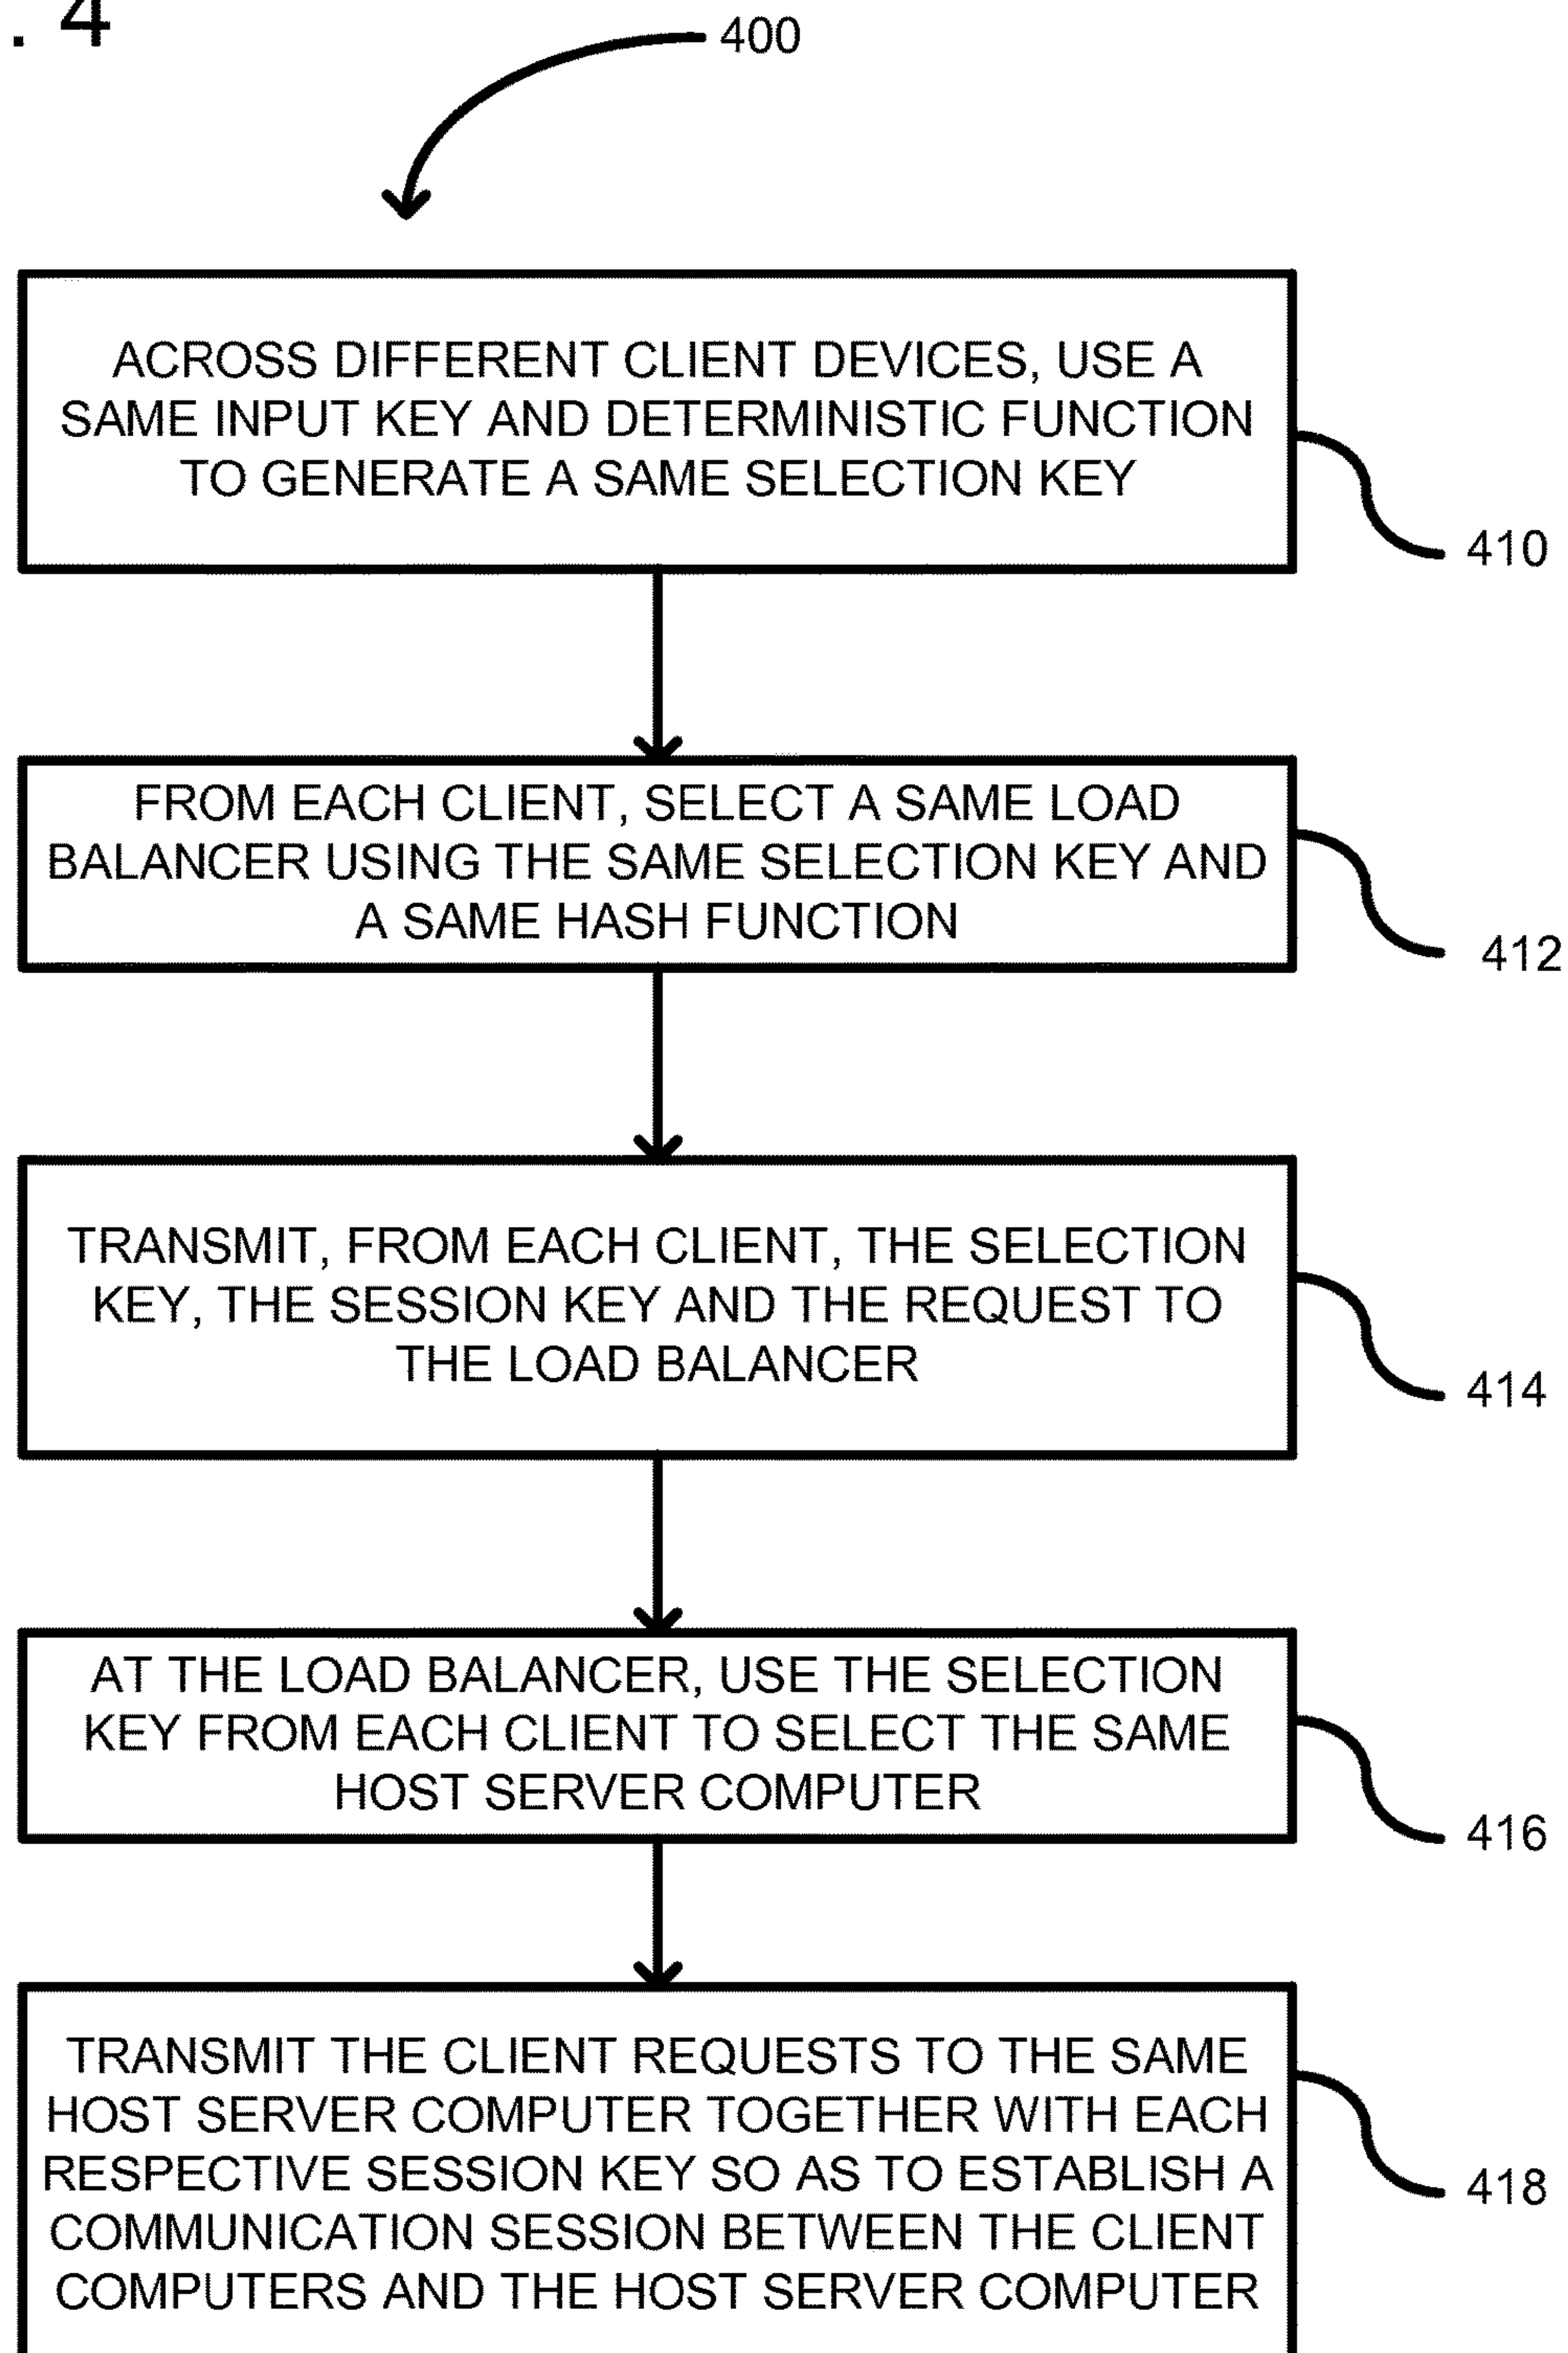 . 4
400
ACROSS DIFFERENT CLIENT DEVICES, USE A
SAME INPUT KEY AND DETERMINISTIC FUNCTION
TO GENERATE A SAME SELECTION KEY
410
FROM EACH CLIENT, SELECT A SAME LOAD
BALANCER USING THE SAME SELECTION KEY AND
A SAME HASH FUNCTION
412
TRANSMIT, FROM EACH CLIENT, THE SELECTION
KEY, THE SESSION KEY AND THE REQUEST TO
THE LOAD BALANCER
414
AT THE LOAD BALANCER, USE THE SELECTION
KEY FROM EACH CLIENT TO SELECT THE SAME
HOST SERVER COMPUTER
416
TRANSMIT THE CLIENT REQUESTS TO THE SAME
HOST SERVER COMPUTER TOGETHER WITH EACH
RESPECTIVE SESSION KEY SO AS TO ESTABLISH A
COMMUNICATION SESSION BETWEEN THE CLIENT
COMPUTERS AND THE HOST SERVER COMPUTER
418